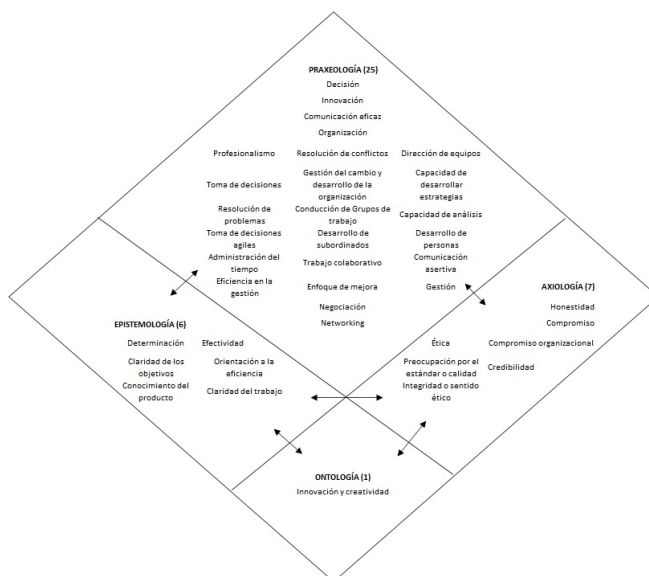 PRAXEOLOGÍA (25)
Decisión
Innovación
Comunicación eficaz
Organización
Profesionalismo
Resolución de conflictos
Dirección de equipos
Toma de decisiones
Gestión del cambio y
desarrollo de la
organización
Capacidad de
desarrollar
estrategias
Resolución de
problemas
Conducción de Grupos de
trabajo
Capacidad de análisis
Toma de decisiones
agiles
Desarrollo de
subordinados
Desarrollo de
personas
Administración del
tiempo
Trabajo colaborativo
Comunicación
asertiva
Eficiencia en la
gestión
Enfoque de mejora
Gestión
Negociación
Networking
EPISTEMOLOGÍA (6)
Determinación
Efectividad
Claridad de los
objetivos
Orientación a la
eficiencia
Conocimiento del
producto
Claridad del trabajo
AXIOLOGÍA (7)
Honestidad
Compromiso
Ética
Compromiso organizacional
Preocupación por el
estándar o calidad
Credibilidad
Integridad o sentido
ético
ONTOLOGÍA (1)
Innovación y creatividad